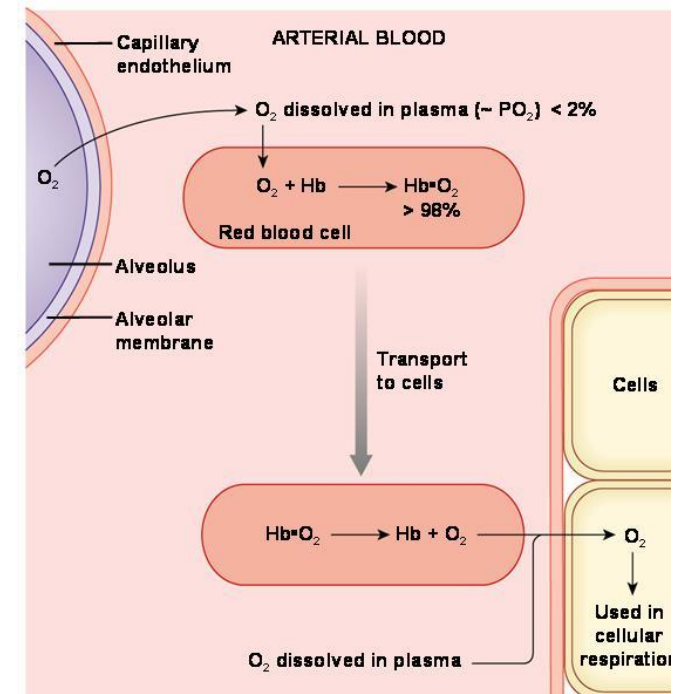 ARTERIAL BLOOD
Capillary
endothelium
O₂ dissolved in plasma (~ PO₂) < 2%
O₂
O₂ + Hb
Hb▪O₂
> 98%
Red blood cell
Alveolus
Alveolar
membrane
Transport
to cells
Cells
Hb▪O₂
Hb + O₂
O₂
Used in
cellular
respiratio
O₂ dissolved in plasma